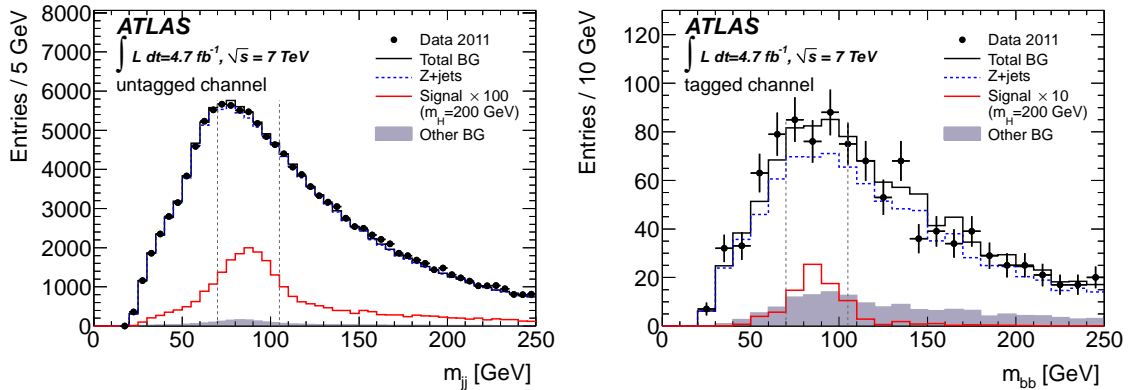 Entries / 5 GeV
8000
7000
6000
5000
4000
3000
2000
1000
0
ATLAS
∫ L dt=4.7 fb⁻¹, √s = 7 TeV
untagged channel
Data 2011
Total BG
Z+jets
Signal × 100
(m_H=200 GeV)
Other BG
0 50 100 150 200 250
m_jj [GeV]
Entries / 10 GeV
120
100
80
60
40
20
0
ATLAS
∫ L dt=4.7 fb⁻¹, √s = 7 TeV
tagged channel
Data 2011
Total BG
Z+jets
Signal × 10
(m_H=200 GeV)
Other BG
0 50 100 150 200 250
m_bb [GeV]